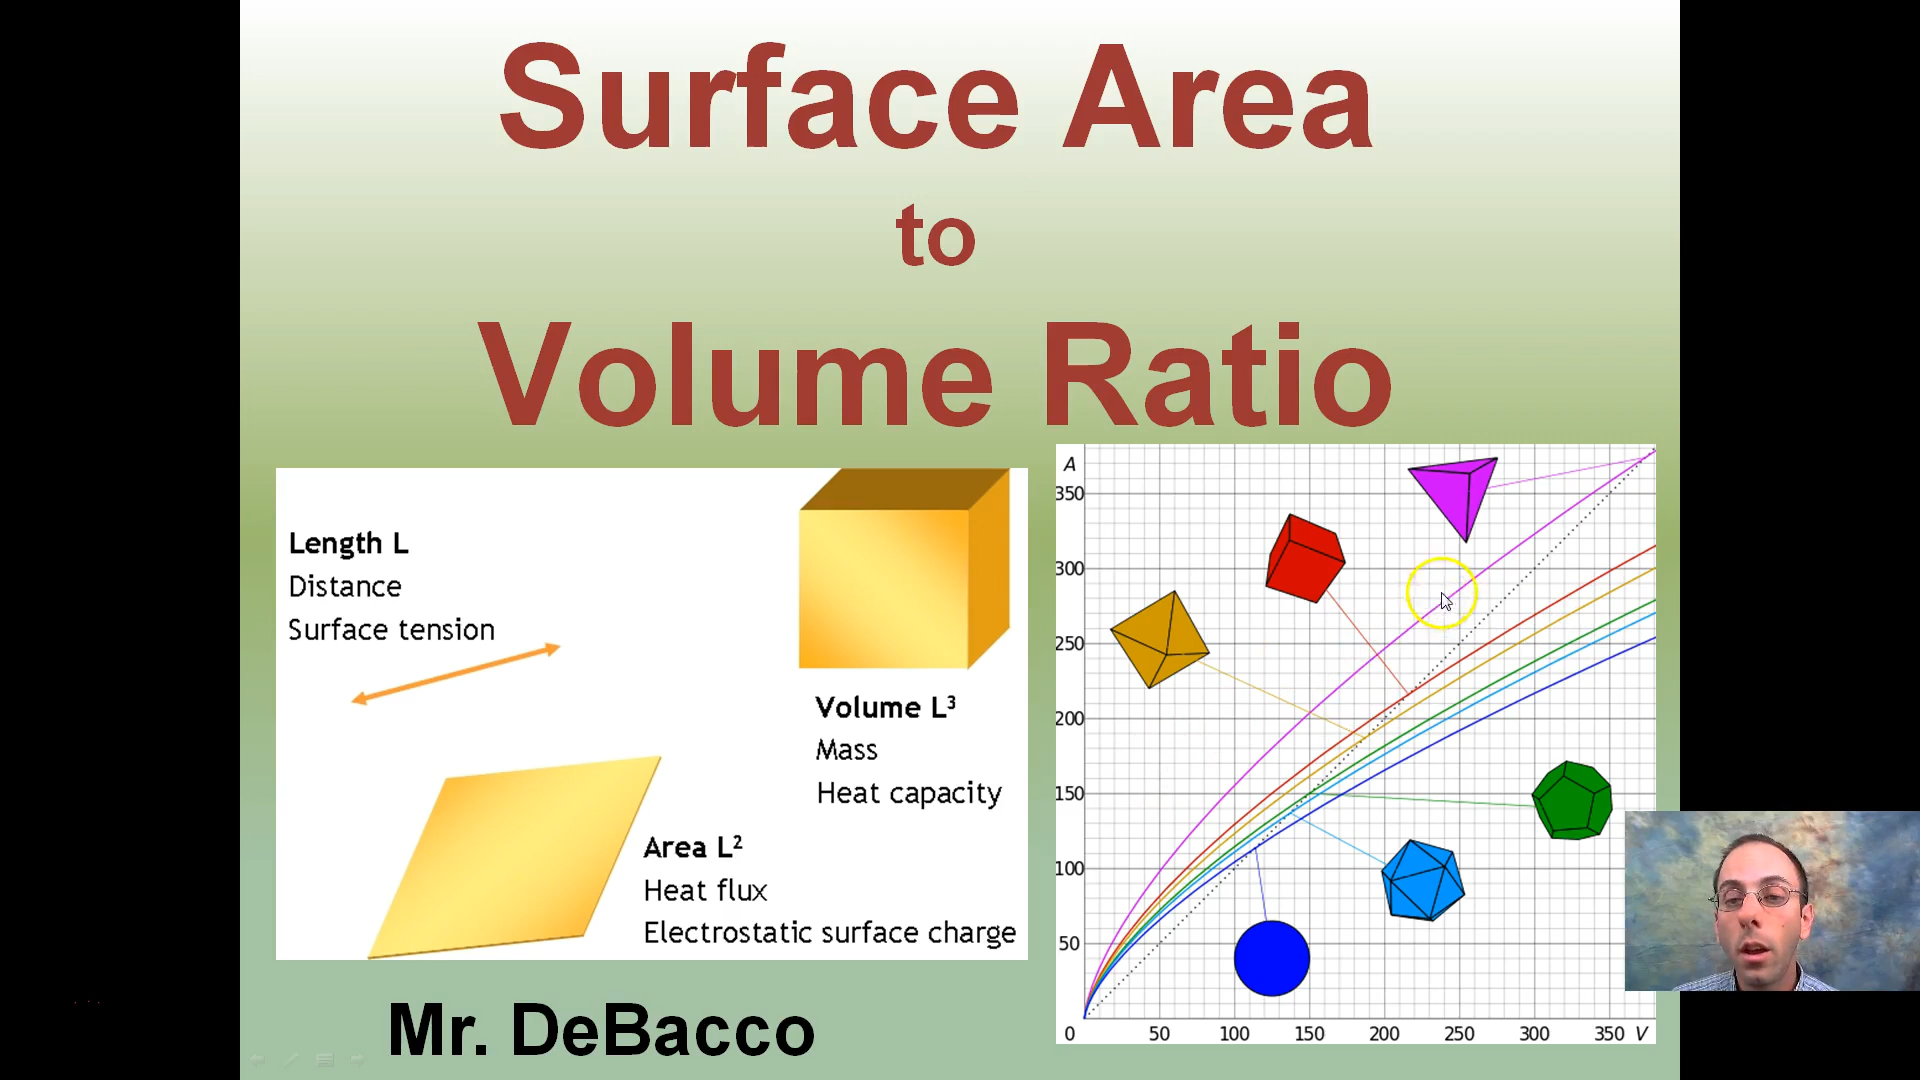 Surface Area
to
Volume Ratio
Length L
Distance
Surface tension
Volume L³
Mass
Heat capacity
Area L²
Heat flux
Electrostatic surface charge
A
350
300
250
200
150
100
50
0 50 100 150 200 250 300 350 V
Mr. DeBacco